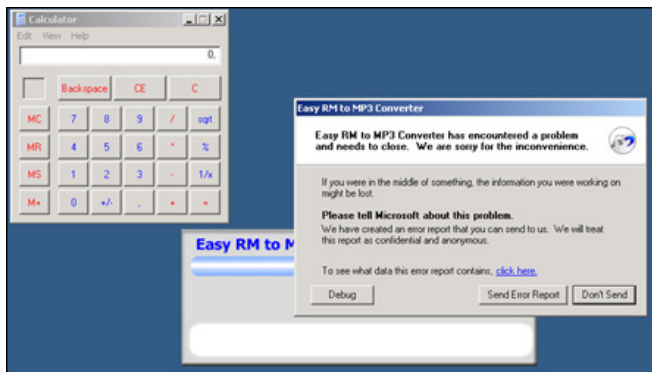 Calculator
Edit View Help
0.
Backspace CE C
MC 7 8 9 / sqrt
MR 4 5 6 * %
MS 1 2 3 - 1/x
M+ 0 +/- . + =
Easy RM to MP3 Converter
Easy RM to MP3 Converter has encountered a problem
and needs to close. We are sorry for the inconvenience.
If you were in the middle of something, the information you were working on
might be lost.
Please tell Microsoft about this problem.
We have created an error report that you can send to us. We will treat
this report as confidential and anonymous.
To see what data this error report contains, click here.
Debug Send Error Report Don't Send
Easy RM to M